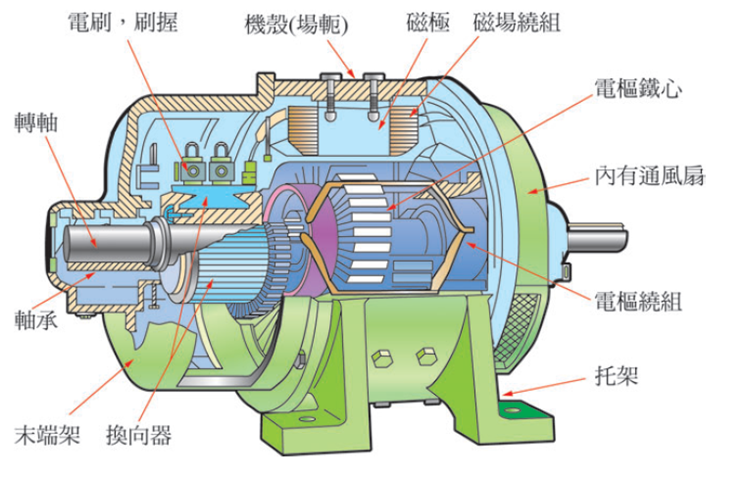 電刷，刷握
機殼(場軛)
磁極
磁場繞組
電樞鐵心
轉軸
內有通風扇
電樞繞組
軸承
托架
末端架
換向器